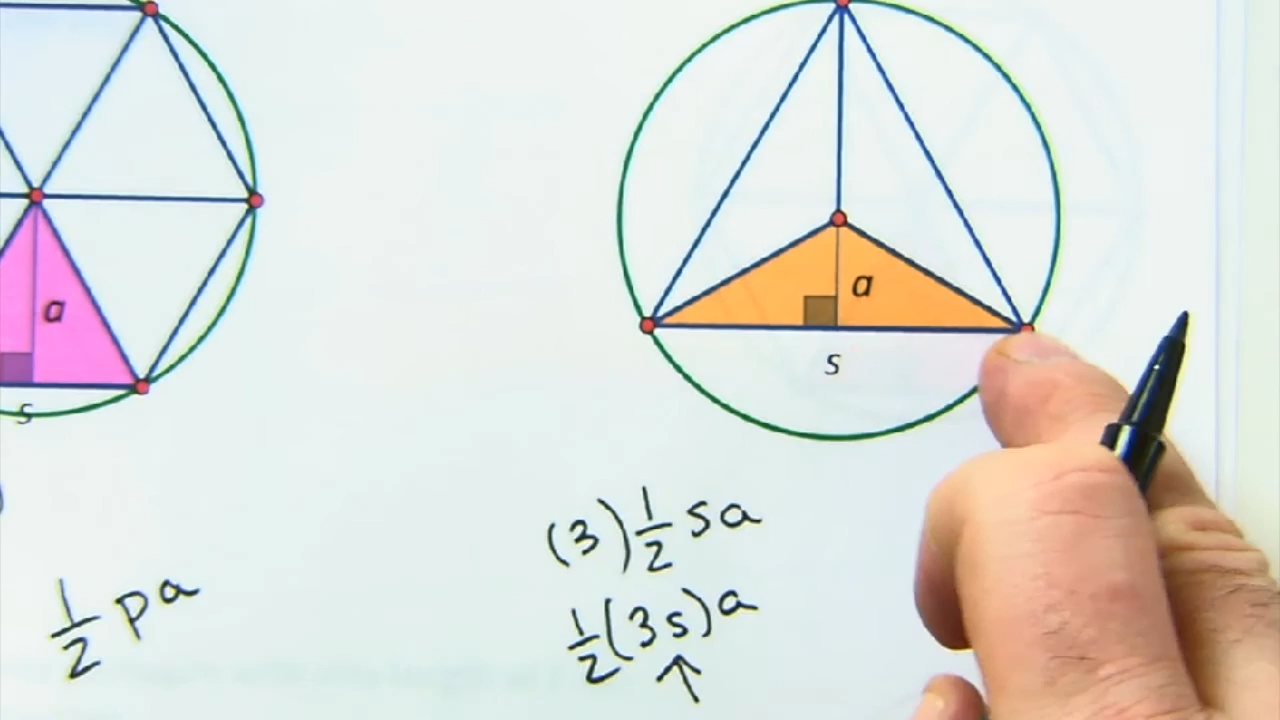 a
s
a
s
(3) 1/2 sa
1/2 (3s)a
↑
1/2 pa